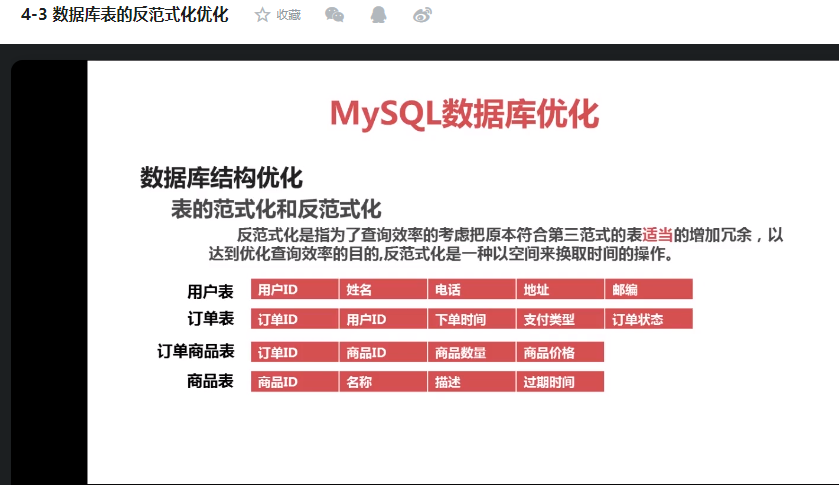 4-3 数据库表的反范式化优化 收藏
MySQL数据库优化
数据库结构优化
表的范式化和反范式化
反范式化是指为了查询效率的考虑把原本符合第三范式的表适当的增加冗余，以
达到优化查询效率的目的,反范式化是一种以空间来换取时间的操作。
用户表 用户ID 姓名 电话 地址 邮编
订单表 订单ID 用户ID 下单时间 支付类型 订单状态
订单商品表 订单ID 商品ID 商品数量 商品价格
商品表 商品ID 名称 描述 过期时间